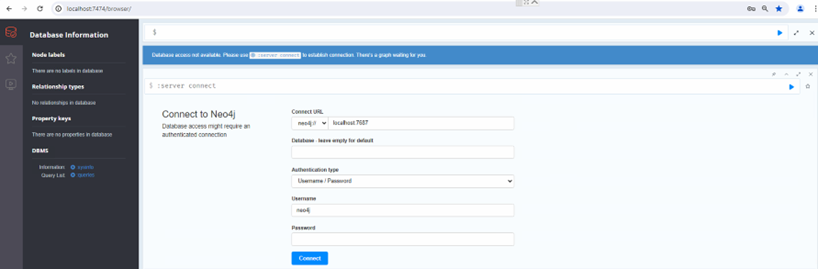 localhost:7474/browser/
Database Information
$
Database access not available. Please use :server connect to establish connection. There's a graph waiting for you.
Node labels
There are no labels in database
Relationship types
No relationships in database
Property keys
There are no properties in database
DBMS
Information: sysinfo
Query List: queries
$ :server connect
Connect to Neo4j
Database access might require an
authenticated connection
Connect URL
neo4j:// localhost:7687
Database - leave empty for default
Authentication type
Username / Password
Username
neo4j
Password
Connect